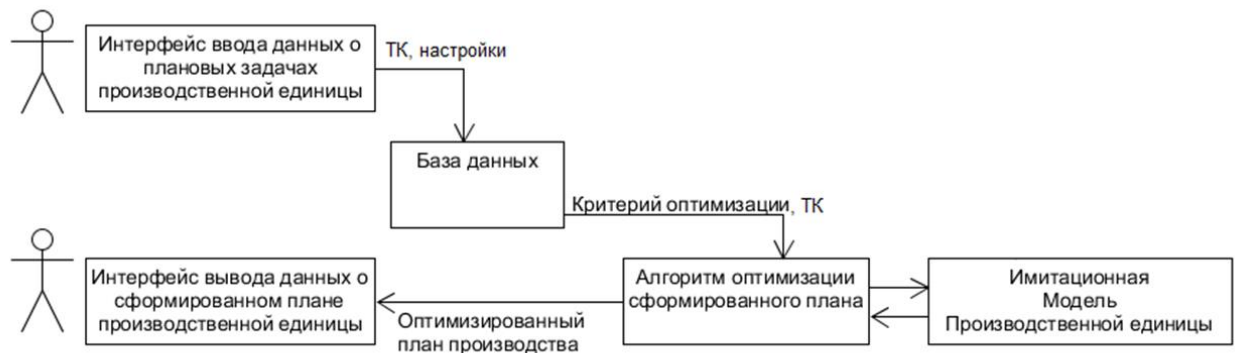 Интерфейс ввода данных о
плановых задачах
производственной единицы
ТК, настройки
База данных
Критерий оптимизации, ТК
Интерфейс вывода данных о
сформированном плане
производственной единицы
Оптимизированный
план производства
Алгоритм оптимизации
сформированного плана
Имитационная
Модель
Производственной единицы